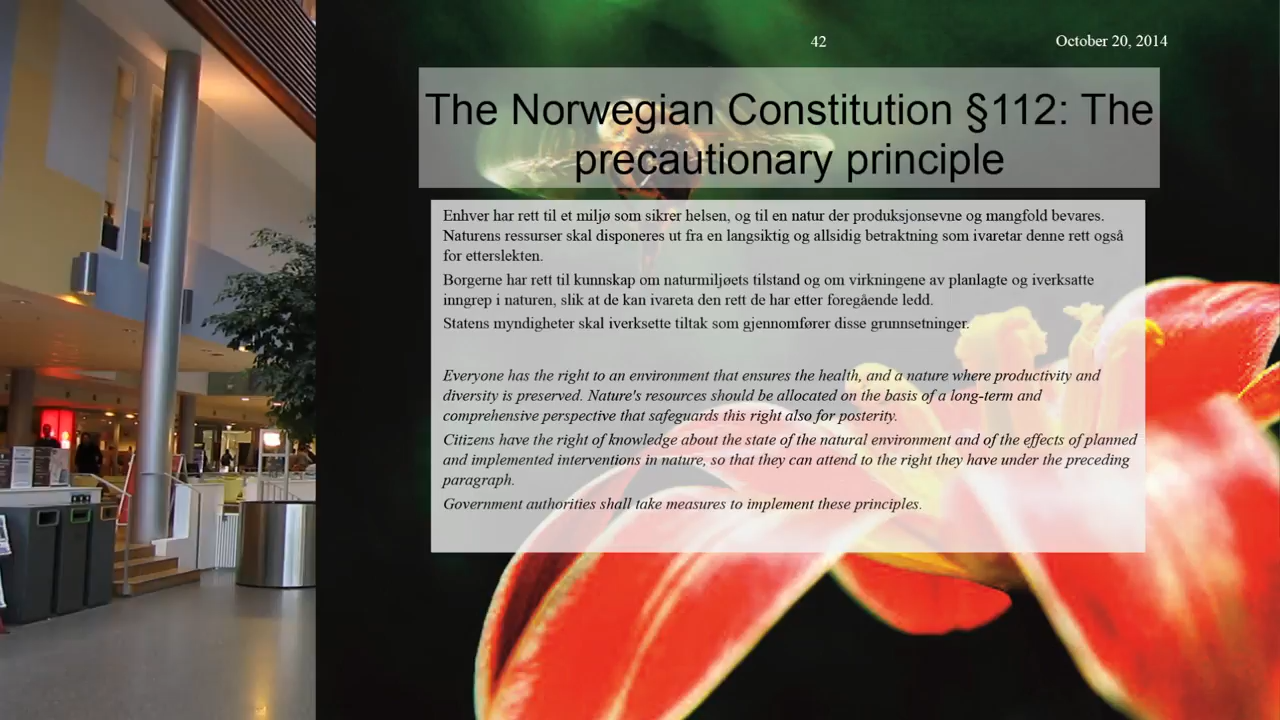 42
October 20, 2014
The Norwegian Constitution §112: The
precautionary principle
Enhver har rett til et miljø som sikrer helsen, og til en natur der produksjonsevne og mangfold bevares.
Naturens ressurser skal disponeres ut fra en langsiktig og allsidig betraktning som ivaretar denne rett også
for etterslekten.
Borgerne har rett til kunnskap om naturmiljøets tilstand og om virkningene av planlagte og iverksatte
inngrep i naturen, slik at de kan ivareta den rett de har etter foregående ledd.
Statens myndigheter skal iverksette tiltak som gjennomfører disse grunnsetninger.
Everyone has the right to an environment that ensures the health, and a nature where productivity and
diversity is preserved. Nature's resources should be allocated on the basis of a long-term and
comprehensive perspective that safeguards this right also for posterity.
Citizens have the right of knowledge about the state of the natural environment and of the effects of planned
and implemented interventions in nature, so that they can attend to the right they have under the preceding
paragraph.
Government authorities shall take measures to implement these principles.